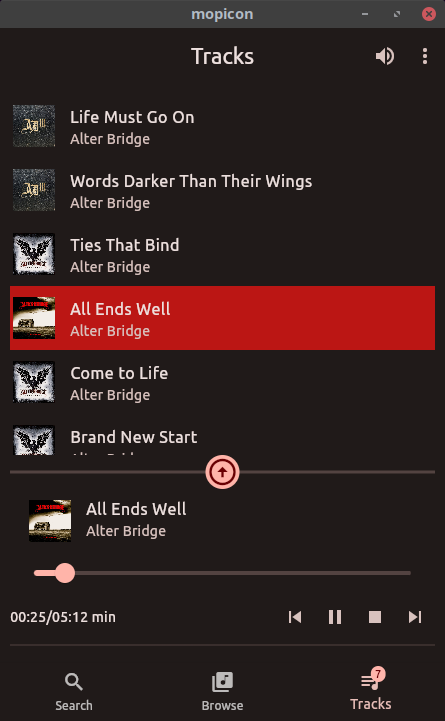 mopicon
Tracks
Life Must Go On
Alter Bridge
Words Darker Than Their Wings
Alter Bridge
Ties That Bind
Alter Bridge
All Ends Well
Alter Bridge
Come to Life
Alter Bridge
Brand New Start
All Ends Well
Alter Bridge
00:25/05:12 min
7
Search
Browse
Tracks